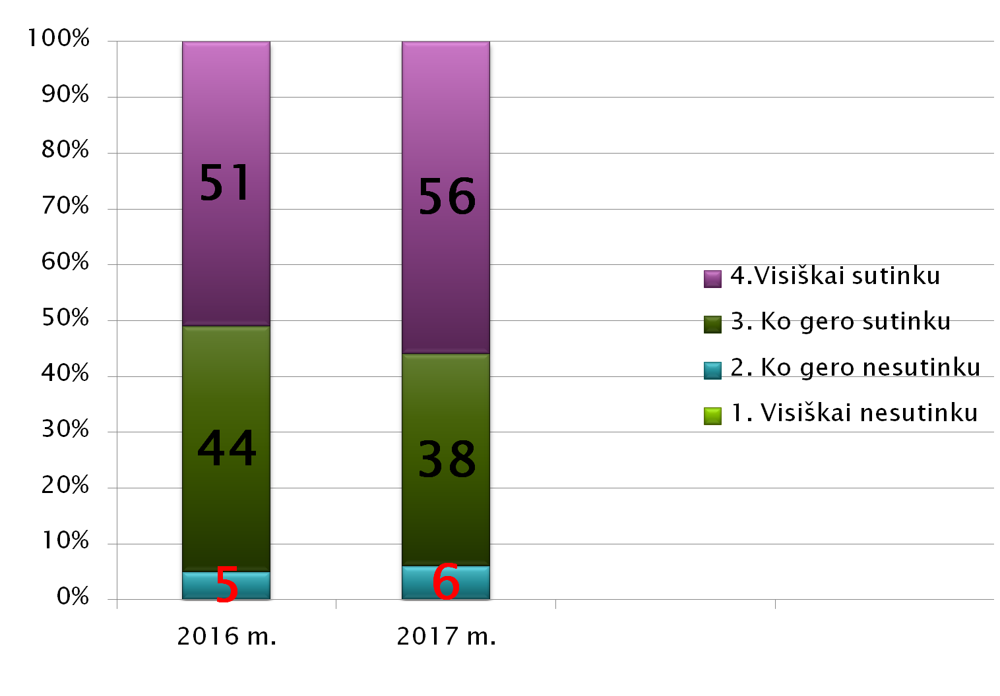 100%
90%
80%
70%
60%
50%
40%
30%
20%
10%
0%
51
56
44
38
5
6
2016 m.
2017 m.
4.Visiškai sutinku
3. Ko gero sutinku
2. Ko gero nesutinku
1. Visiškai nesutinku